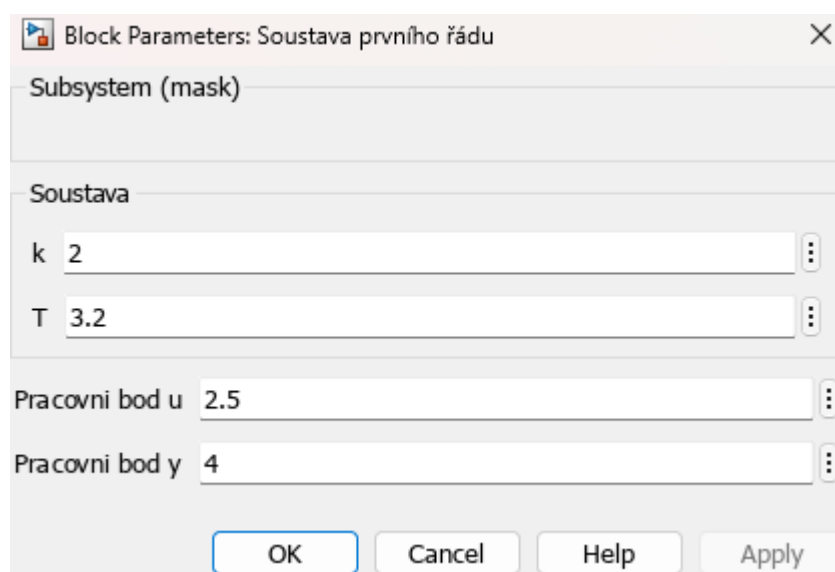 Block Parameters: Soustava prvního řádu
Subsystem (mask)
Soustava
k 2
T 3.2
Pracovni bod u 2.5
Pracovni bod y 4
OK Cancel Help Apply